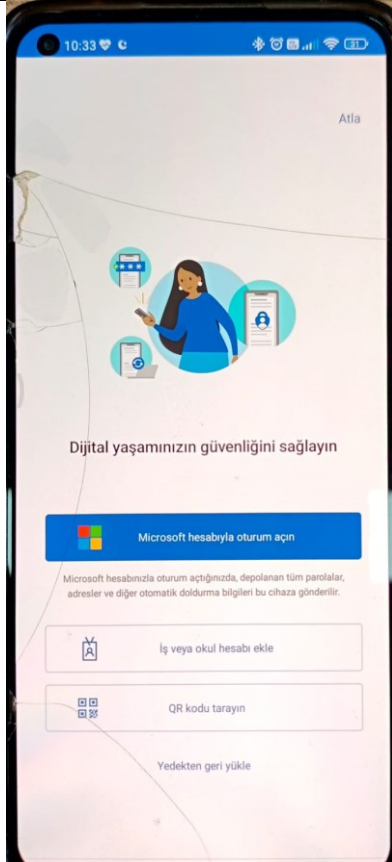 10:33
31
Atla
Dijital yaşamınızın güvenliğini sağlayın
Microsoft hesabıyla oturum açın
Microsoft hesabınızla oturum açtığınızda, depolanan tüm parolalar,
adresler ve diğer otomatik doldurma bilgileri bu cihaza gönderilir.
İş veya okul hesabı ekle
QR kodu tarayın
Yedekten geri yükle